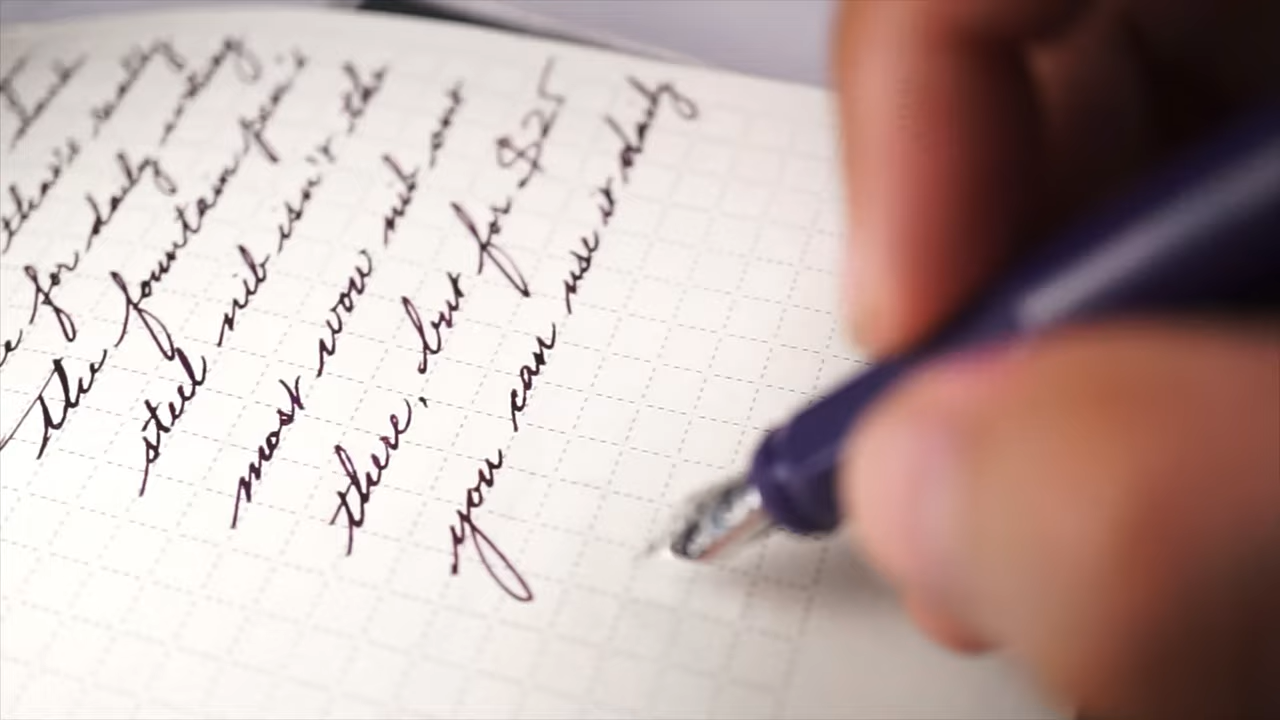 that's really
for daily writing
the fountain pen's
steel nib isn't the
most wow nib out
there, but for $25
you can use it daily